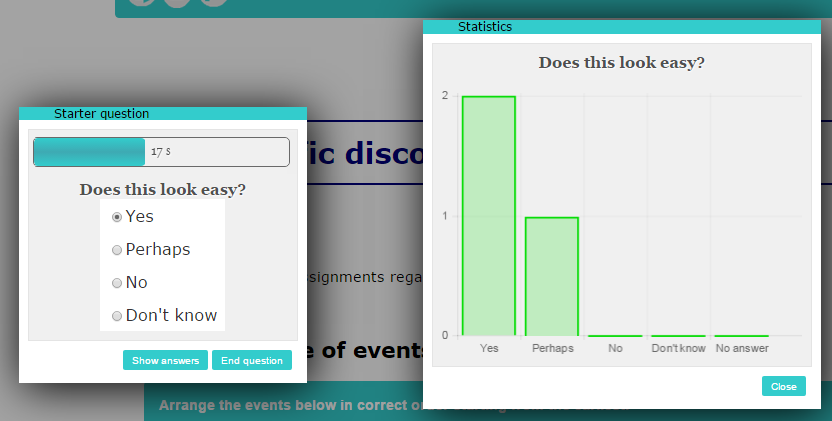 Starter question
17 s
Does this look easy?
Yes
Perhaps
No
Don't know
Show answers
End question
Statistics
Does this look easy?
2
1
0
Yes
Perhaps
No
Don't know
No answer
Close
ic disco
ssignments rega
e of events
Arrange the events below in correct